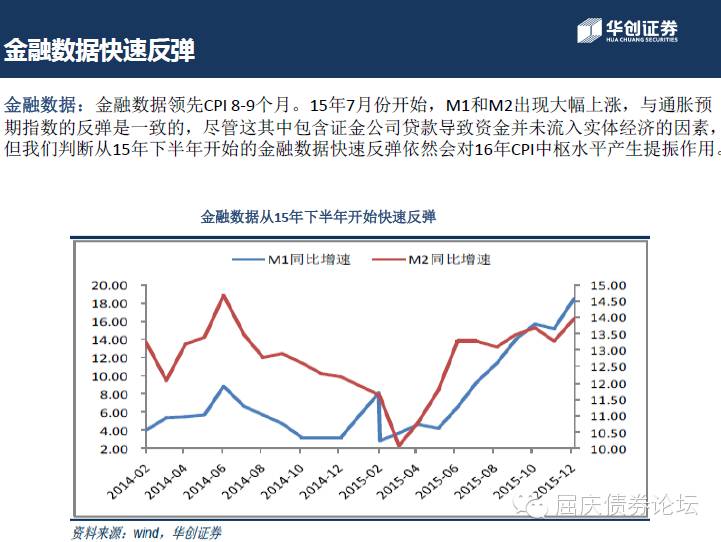 华创证券
HUA CHUANG SECURITIES
金融数据快速反弹
金融数据：金融数据领先CPI 8-9个月。15年7月份开始，M1和M2出现大幅上涨，与通胀预
期指数的反弹是一致的，尽管这其中包含证金公司贷款导致资金并未流入实体经济的因素，
但我们判断从15年下半年开始的金融数据快速反弹依然会对16年CPI中枢水平产生提振作用。
金融数据从15年下半年开始快速反弹
M1同比增速 M2同比增速
20.00 15.00
18.00 14.50
16.00 14.00
14.00 13.50
12.00 13.00
10.00 12.50
8.00 12.00
6.00 11.50
4.00 11.00
2.00 10.50
10.00
2014-02 2014-04 2014-06 2014-08 2014-10 2014-12 2015-02 2015-04 2015-06 2015-08 2015-10 2015-12
屈庆债券论坛
资料来源：wind，华创证券